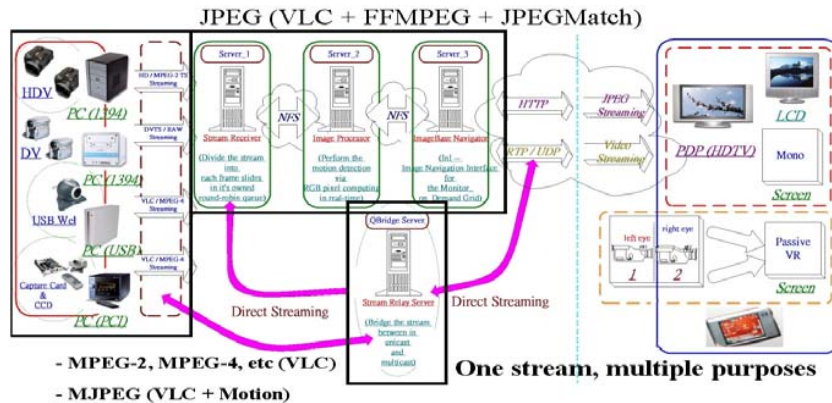 JPEG (VLC + FFMPEG + JPEGMatch)
HDV
PC (1394)
DV
PC (1394)
USB
PC (USB)
Capture Card
&
CCD
PC (PCI)
HD / MPEG-2 TS
Streaming
DVTS / RAW
Streaming
VLC / MPEG-4
Streaming
VLC / MPEG-4
Streaming
Server_1
Stream Receiver
(Divide the stream
into
each frame slides
in it's owned
round-robin queue)
NFS
Server_2
Image Processor
(Perform the
motion detection
via
RGB pixel computing
in real-time)
NFS
Server_3
ImageBase Navigator
Image Navigation Interface
for
the Monitor_
on_Demand Grid)
HTTP
JPEG
Streaming
RTP / UDP
Video
Streaming
LCD
PDP (HDTV)
Mono
Screen
left eye
right eye
1
2
Passive
VR
Screen
QBridge Server
Stream Relay Server
(Bridge the stream
between in
unicast
and
multicast)
Direct Streaming
Direct Streaming
- MPEG-2, MPEG-4, etc (VLC)
- MJPEG (VLC + Motion)
One stream, multiple purposes